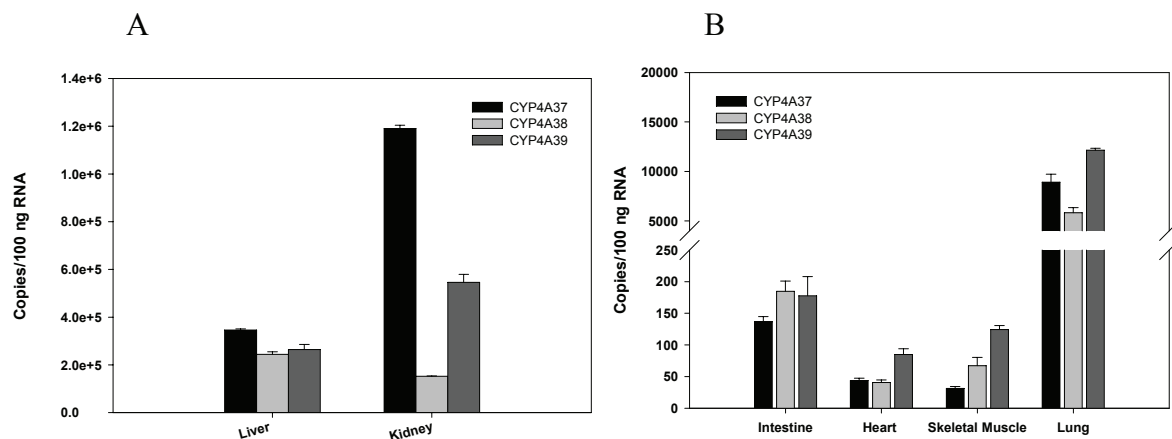 A
Copies/100 ng RNA
1.4e+6
1.2e+6
1.0e+6
8.0e+5
6.0e+5
4.0e+5
2.0e+5
0.0
CYP4A37
CYP4A38
CYP4A39
Liver
Kidney
B
Copies/100 ng RNA
20000
15000
10000
5000
250
200
150
100
50
0
CYP4A37
CYP4A38
CYP4A39
Intestine
Heart
Skeletal Muscle
Lung